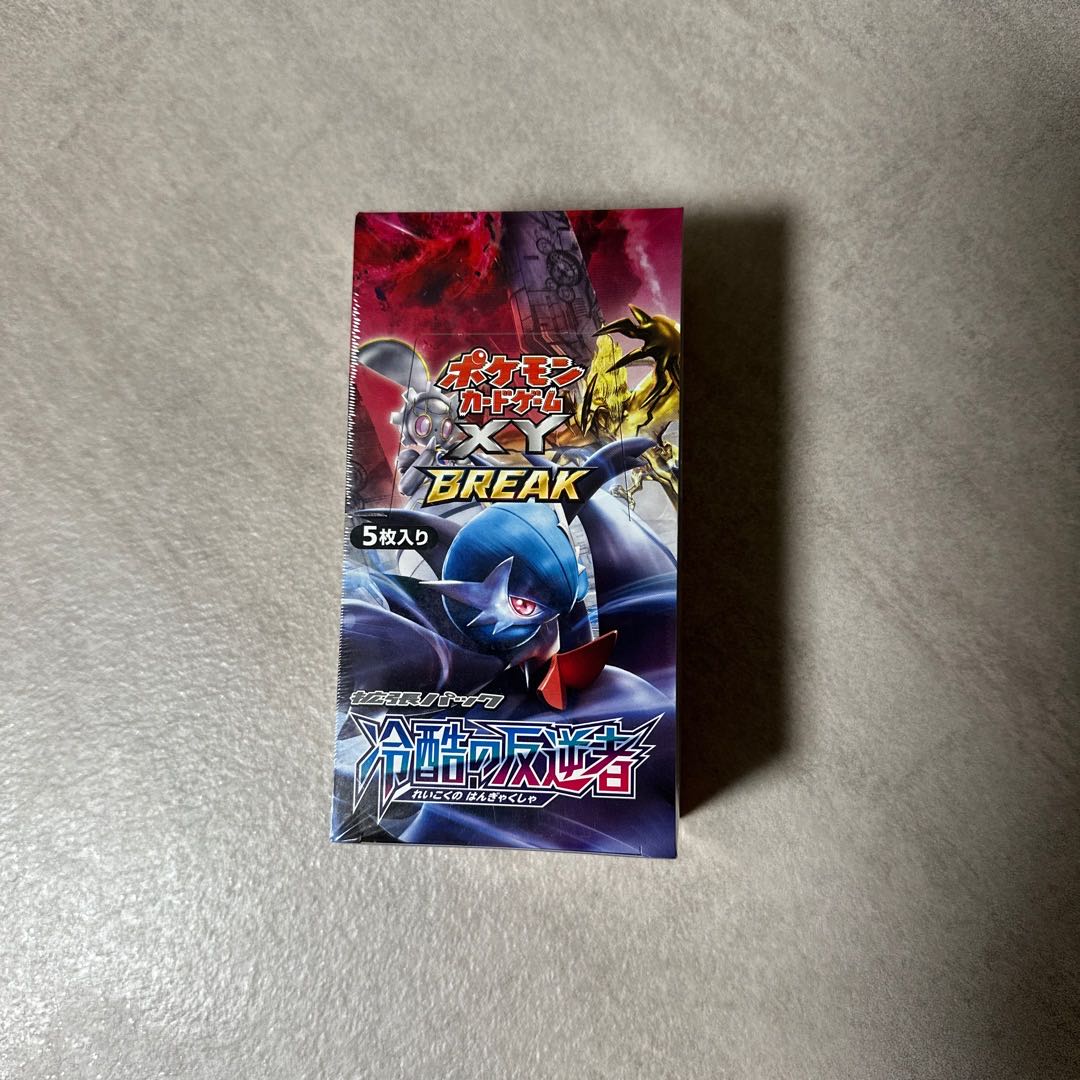 ポケモン
カードゲーム
XY
BREAK
5枚入り
拡張パック
冷酷の反逆者
れいこくの はんぎゃくしゃ